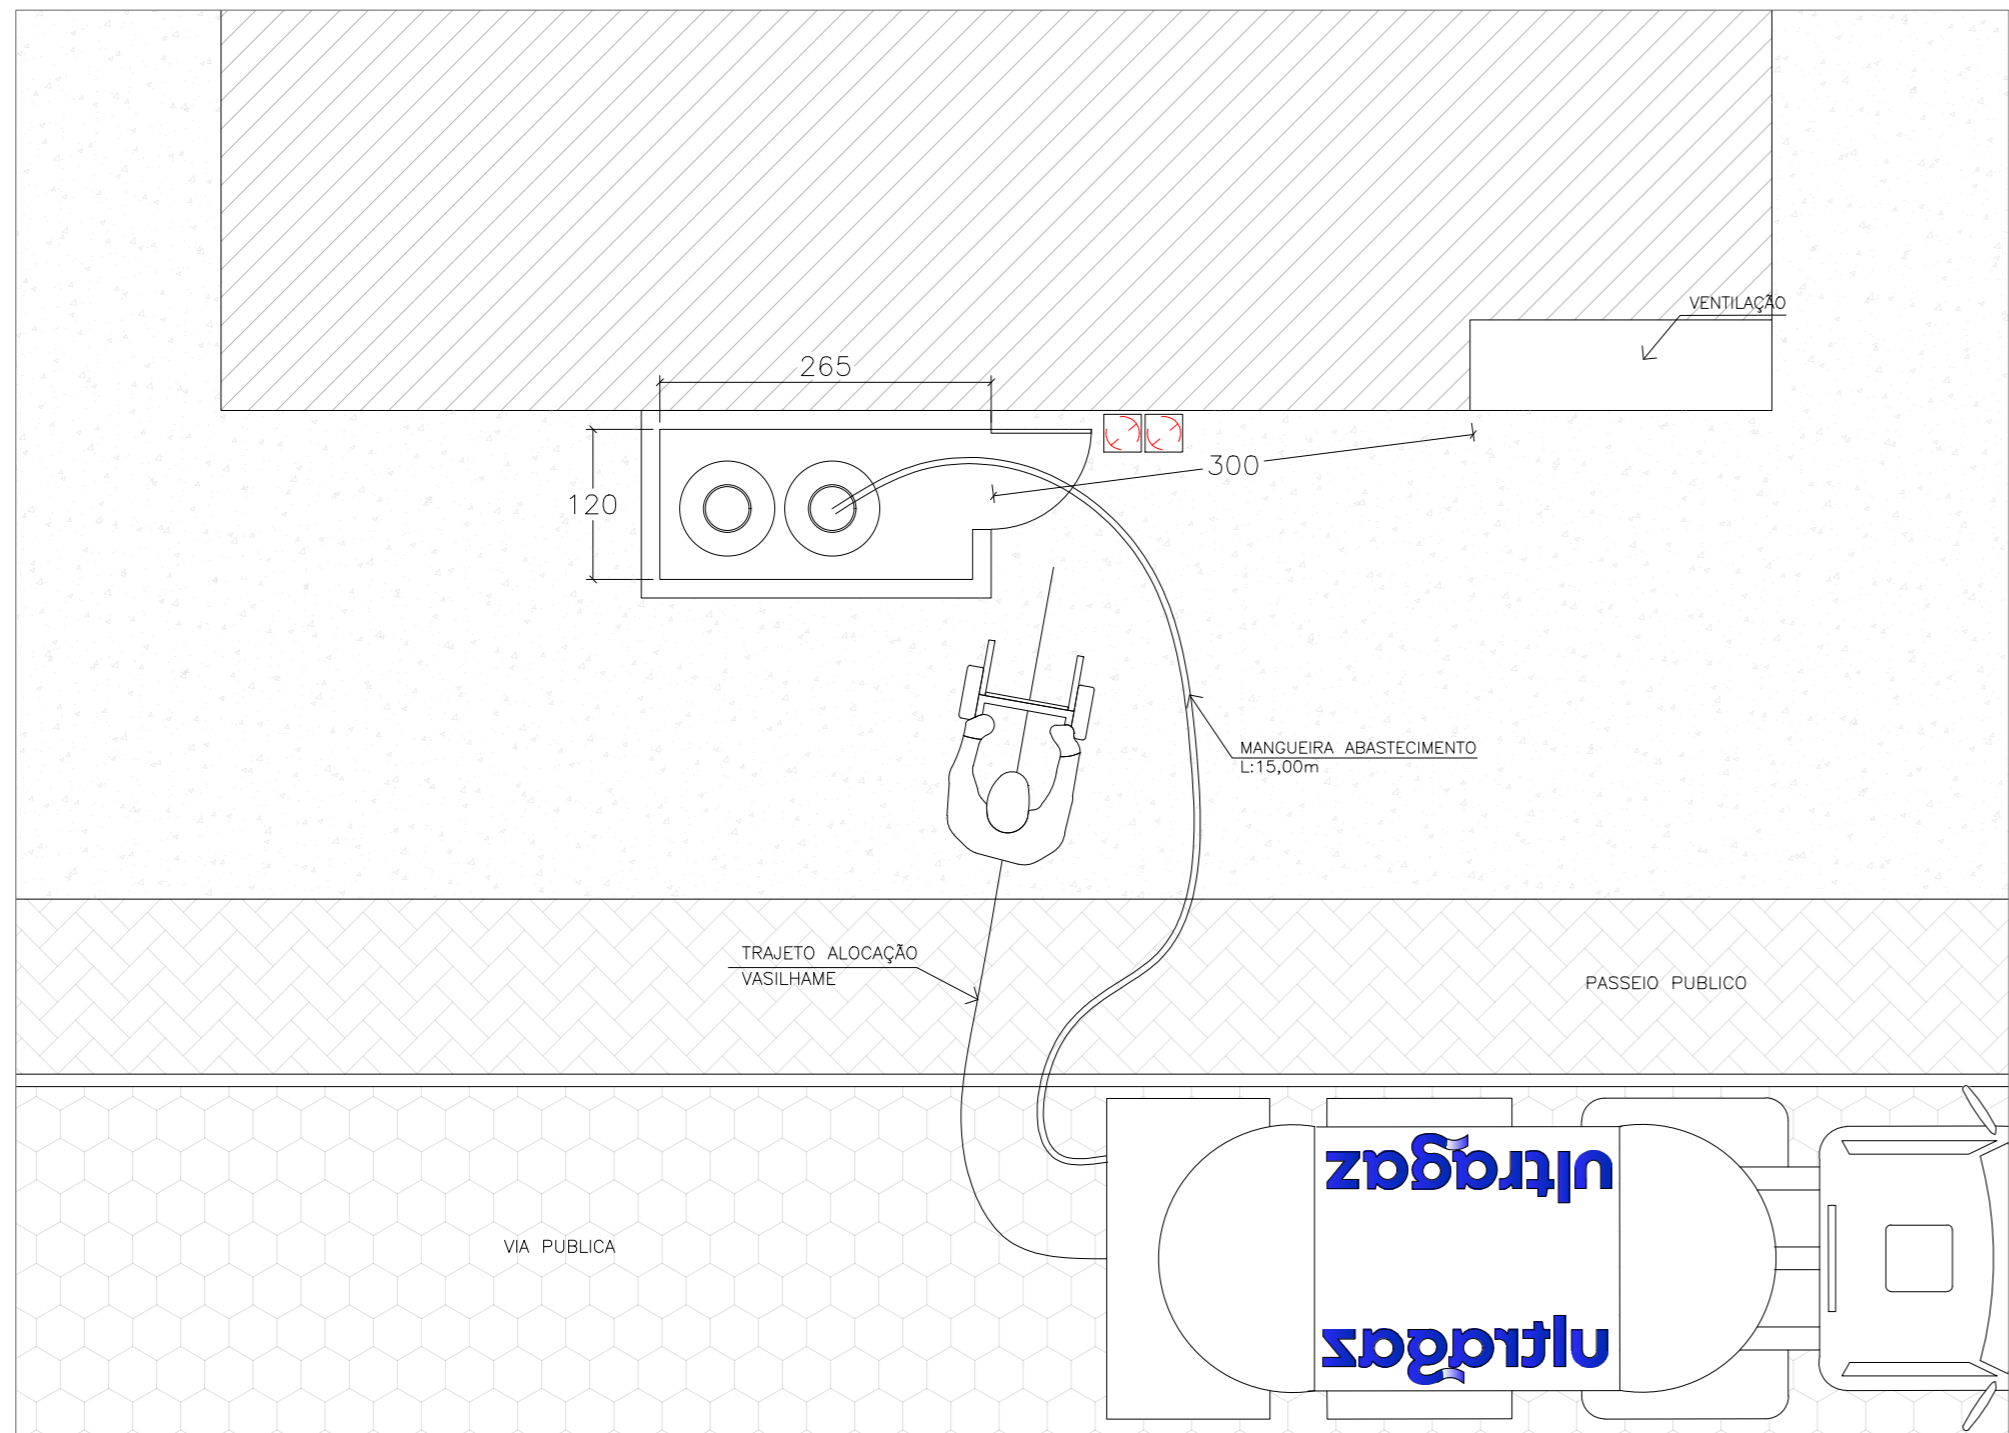 VENTILAÇÃO
265
120
300
MANGUEIRA ABASTECIMENTO
L:15,00m
TRAJETO ALOCAÇÃO
VASILHAME
PASSEIO PUBLICO
VIA PUBLICA
ultragaz
ultragaz